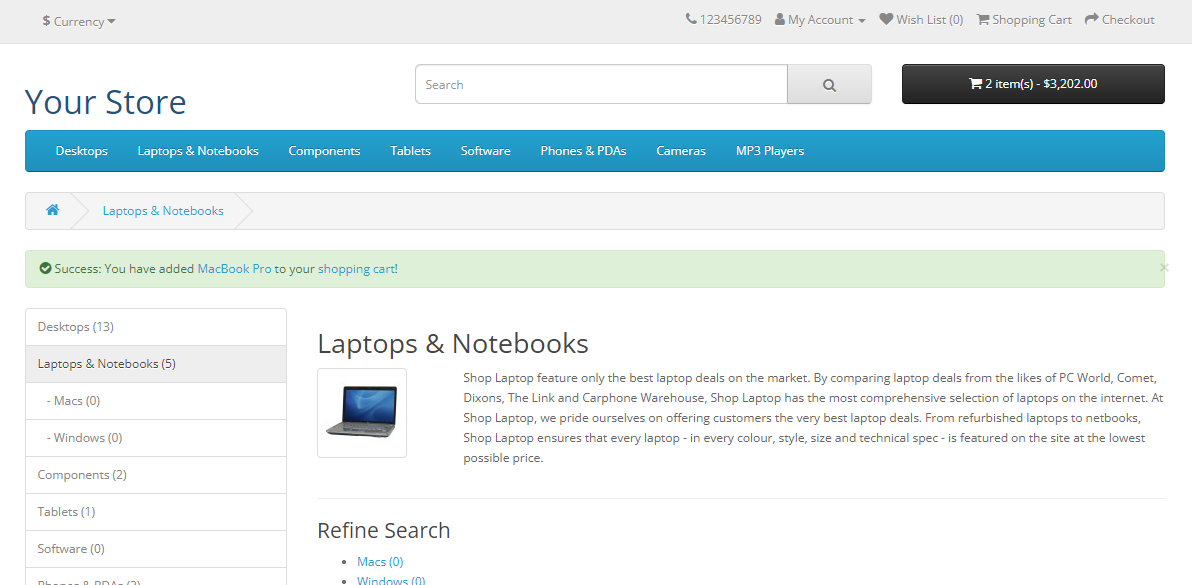 $ Currency
123456789 My Account Wish List (0) Shopping Cart Checkout
Your Store
Search
2 item(s) - $3,202.00
Desktops Laptops & Notebooks Components Tablets Software Phones & PDAs Cameras MP3 Players
Laptops & Notebooks
Success: You have added MacBook Pro to your shopping cart!
×
Desktops (13)
Laptops & Notebooks (5)
- Macs (0)
- Windows (0)
Components (2)
Tablets (1)
Software (0)
Phones & PDAs (3)
Laptops & Notebooks
Shop Laptop feature only the best laptop deals on the market. By comparing laptop deals from the likes of PC World, Comet,
Dixons, The Link and Carphone Warehouse, Shop Laptop has the most comprehensive selection of laptops on the internet. At
Shop Laptop, we pride ourselves on offering customers the very best laptop deals. From refurbished laptops to netbooks,
Shop Laptop ensures that every laptop - in every colour, style, size and technical spec - is featured on the site at the lowest
possible price.
Refine Search
Macs (0)
Windows (0)